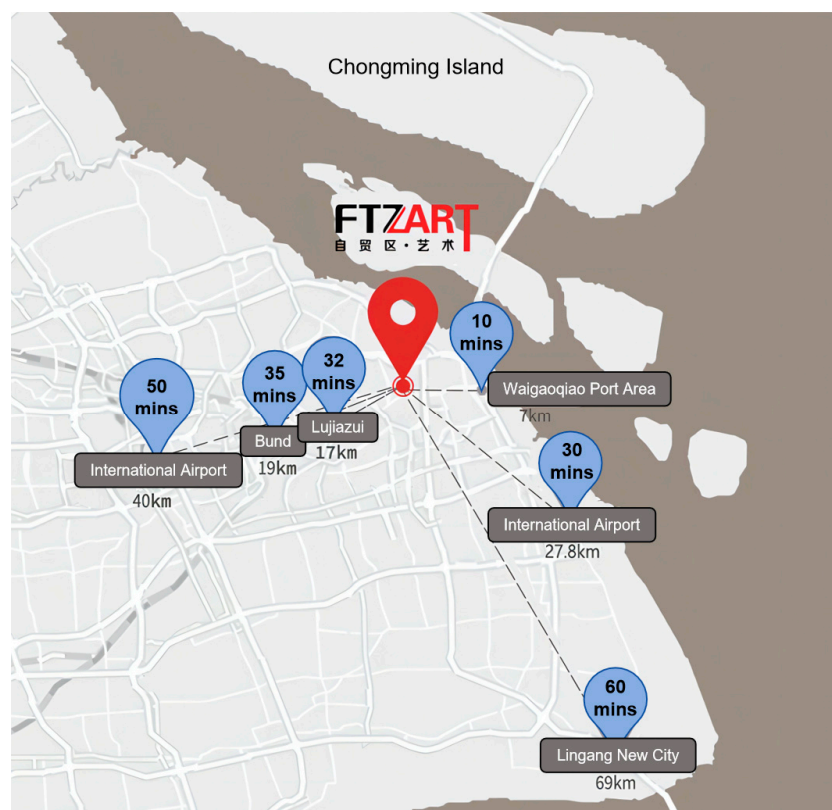 Chongming Island
FTZART
自贸区·艺术
10
mins
Waigaoqiao Port Area
7km
32
mins
Lujiazui
17km
35
mins
Bund
19km
50
mins
International Airport
40km
30
mins
International Airport
27.8km
60
mins
Lingang New City
69km